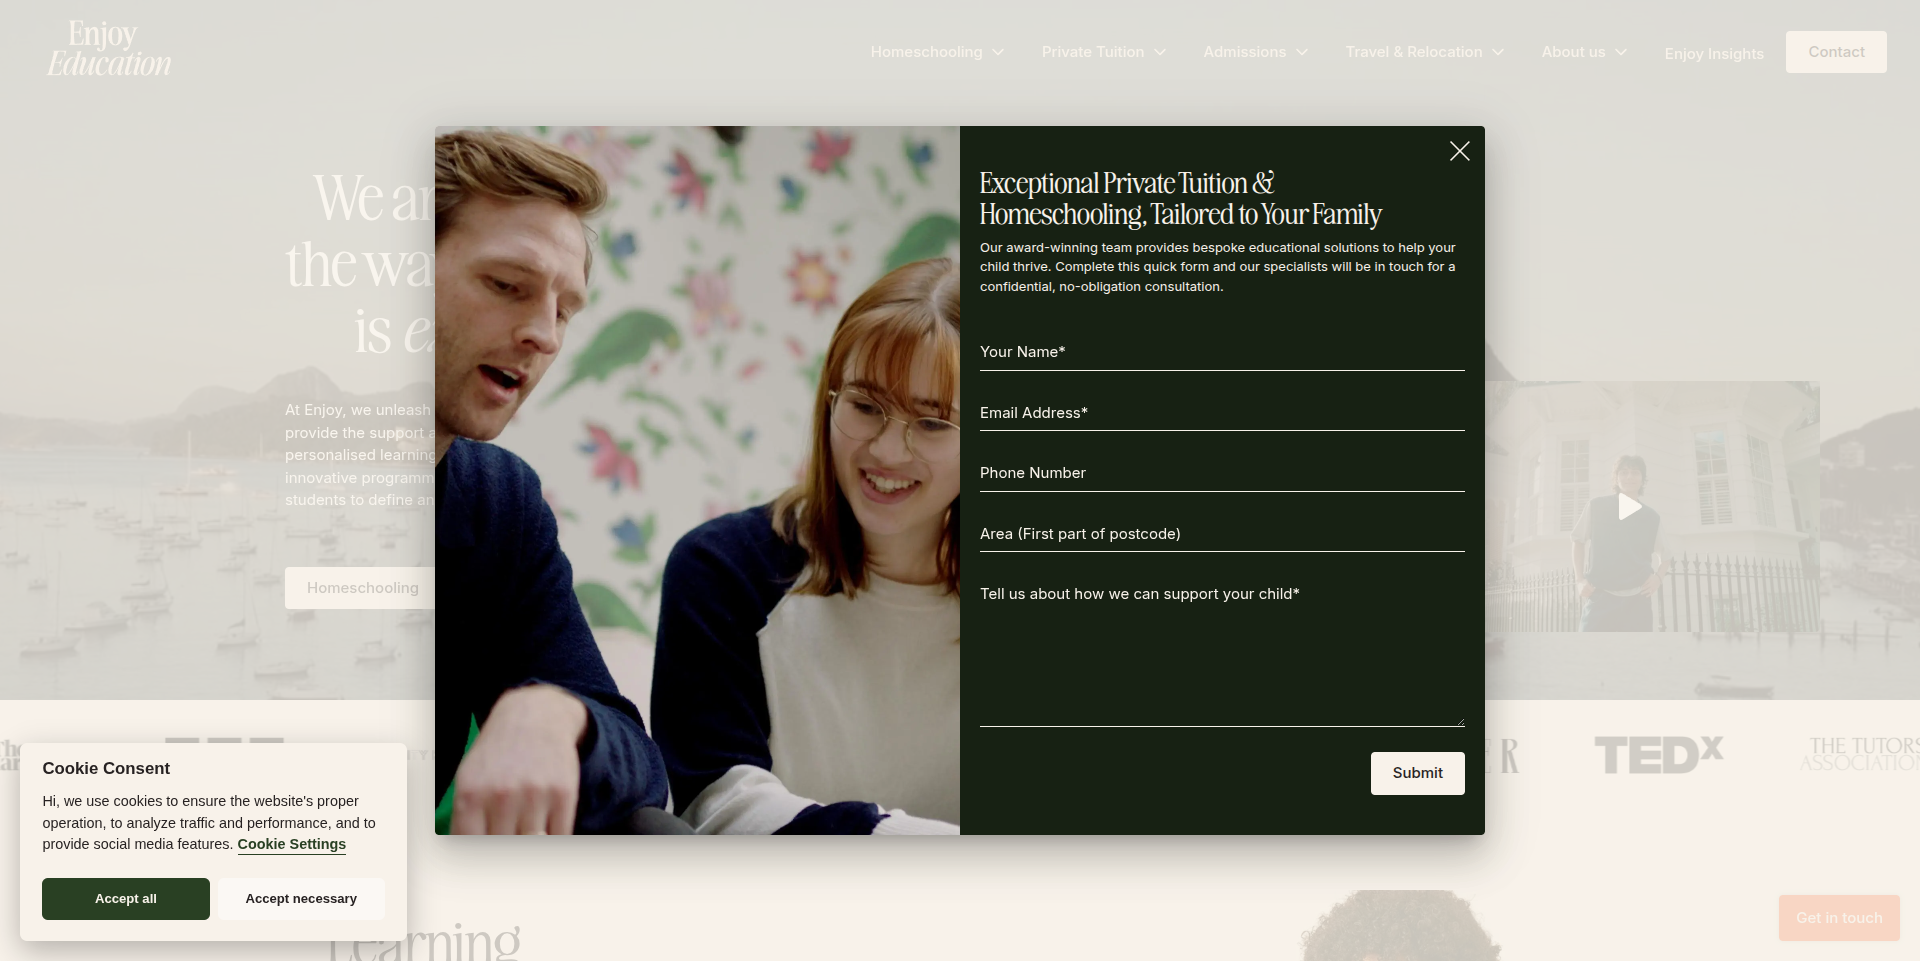 Enjoy
Education
Homeschooling
Private Tuition
Admissions
Travel & Relocation
About us
Enjoy Insights
Contact
We ar
the wa
is e
At Enjoy, we unleash
provide the support a
personalised learning
innovative programm
students to define an
Homeschooling
Exceptional Private Tuition &
Homeschooling, Tailored to Your Family
Our award-winning team provides bespoke educational solutions to help your
child thrive. Complete this quick form and our specialists will be in touch for a
confidential, no-obligation consultation.
Your Name*
Email Address*
Phone Number
Area (First part of postcode)
Tell us about how we can support your child*
Submit
ER
TEDx
THE TUTORS
ASSOCIATION
Cookie Consent
Hi, we use cookies to ensure the website's proper
operation, to analyze traffic and performance, and to
provide social media features. Cookie Settings
Accept all
Accept necessary
Learning
Get in touch